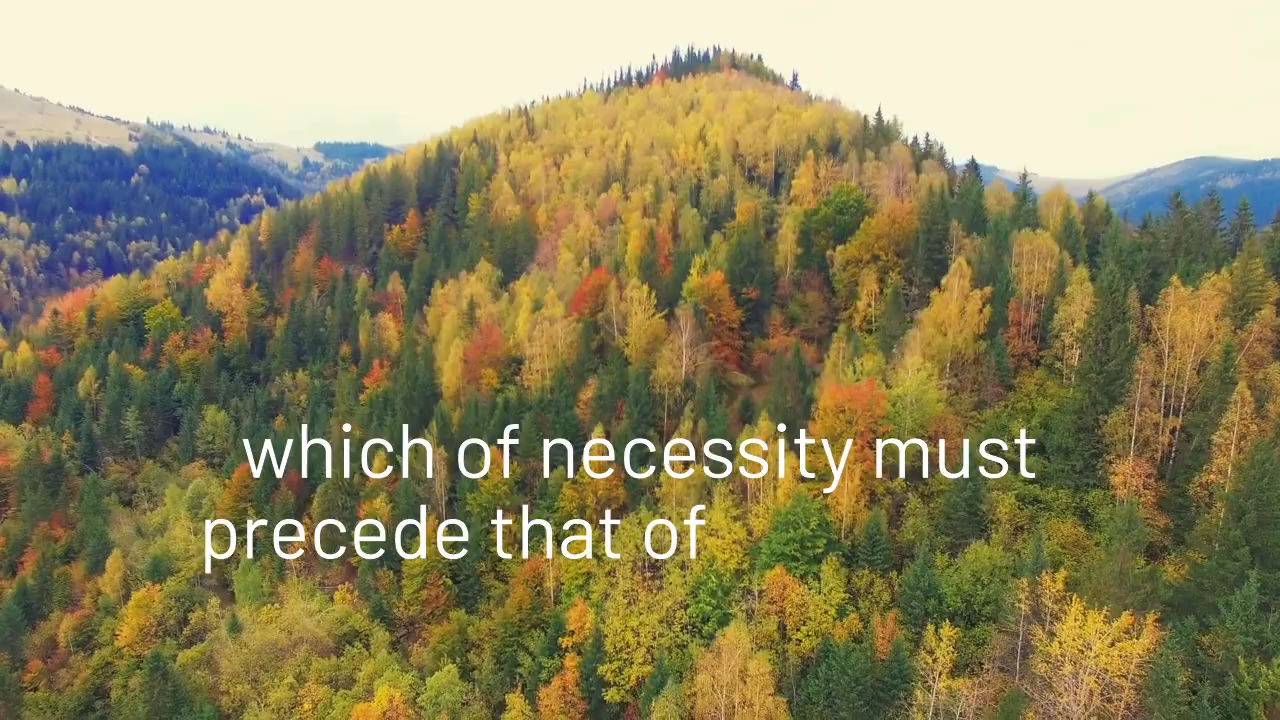 which of necessity must
precede that of